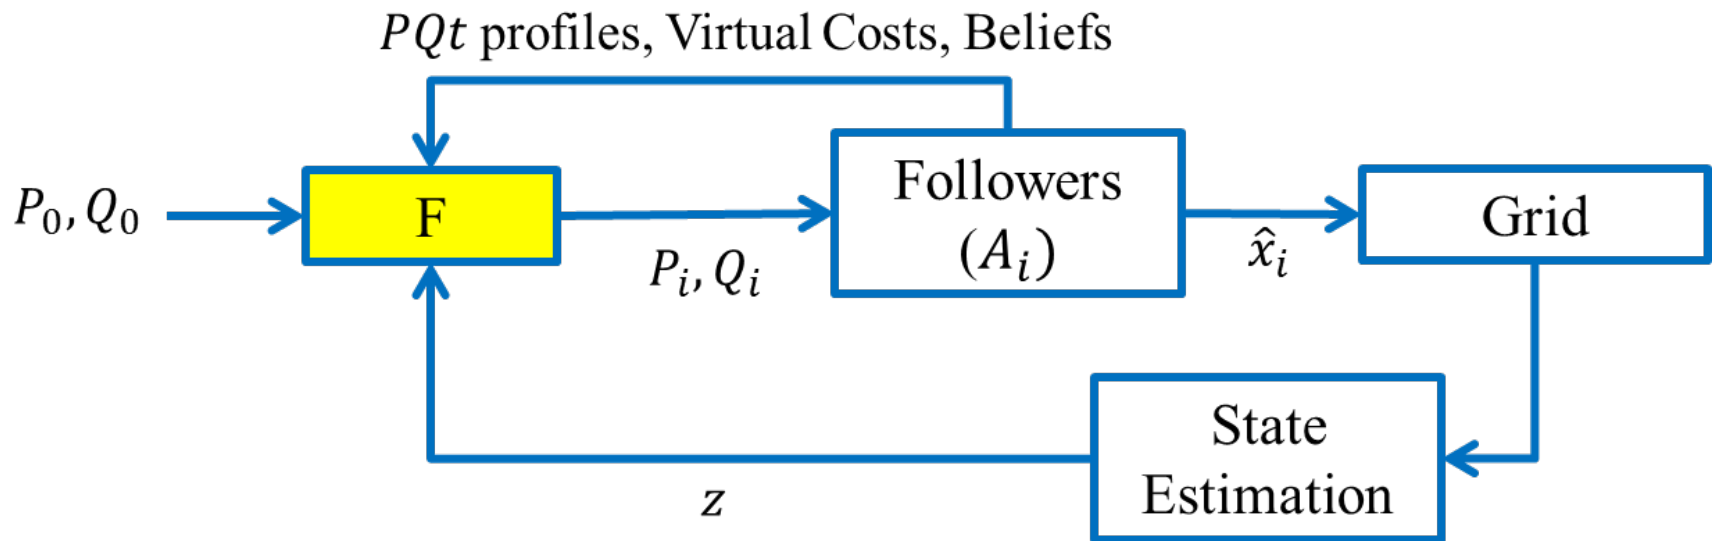 𝑃𝑄𝑡 profiles, Virtual Costs, Beliefs
𝑃₀, 𝑄₀
F
𝑃ᵢ, 𝑄ᵢ
Followers
(𝐴ᵢ)
x̂ᵢ
Grid
State
Estimation
z